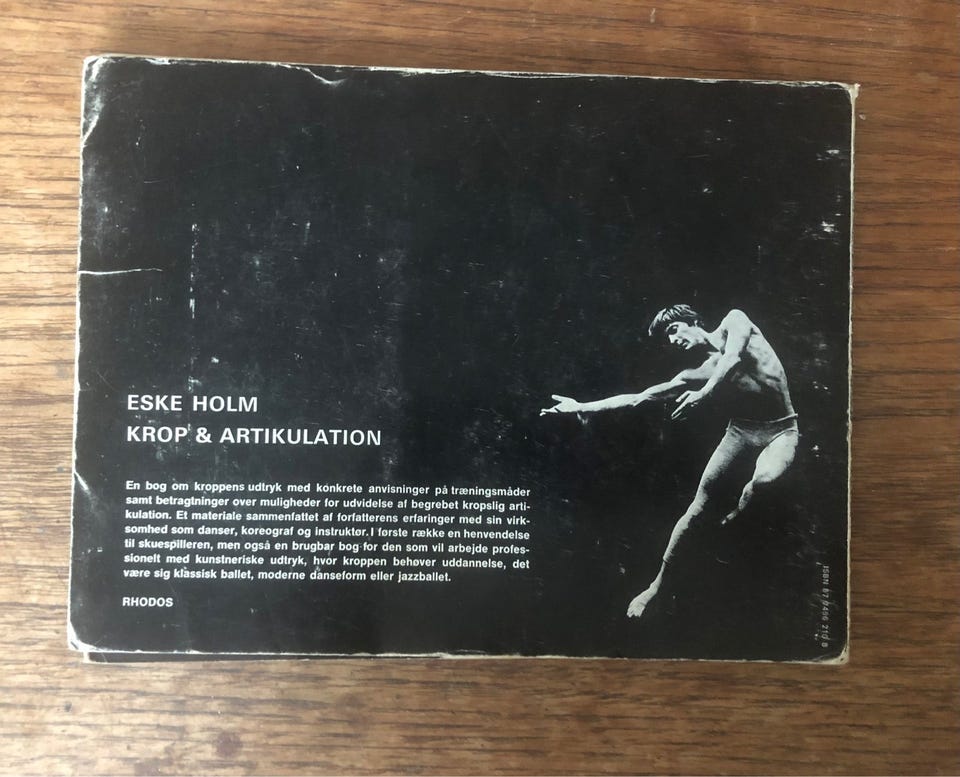 ESKE HOLM
KROP & ARTIKULATION
En bog om kroppens udtryk med konkrete anvisninger på træningsmåder
samt betragtninger over muligheder for udvidelse af begrebet kropslig arti-
kulation. Et materiale sammenfattet af forfatterens erfaringer med sin virk-
somhed som danser, koreograf og instruktør. I første række en henvendelse
til skuespilleren, men også en brugbar bog for den som vil arbejde profes-
sionelt med kunstneriske udtryk, hvor kroppen behøver uddannelse, det
være sig klassisk ballet, moderne danseform eller jazzballet.
RHODOS
ISBN 87